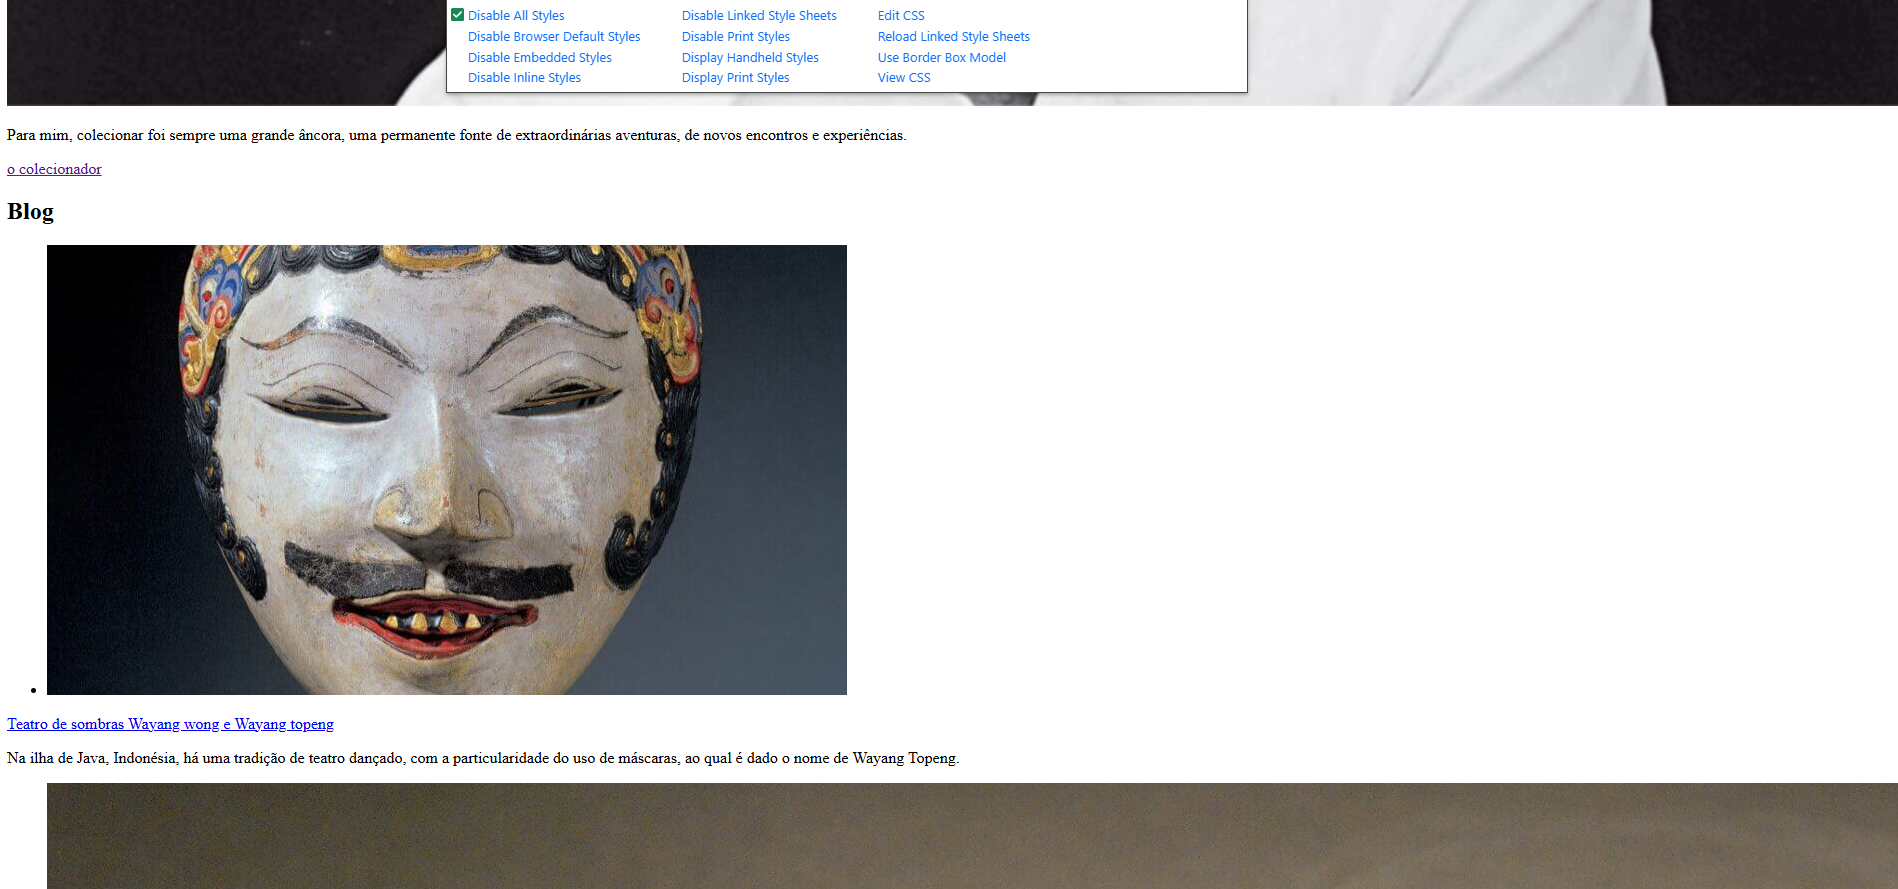 Disable All Styles Disable Linked Style Sheets Edit CSS
Disable Browser Default Styles Disable Print Styles Reload Linked Style Sheets
Disable Embedded Styles Display Handheld Styles Use Border Box Model
Disable Inline Styles Display Print Styles View CSS
Para mim, colecionar foi sempre uma grande âncora, uma permanente fonte de extraordinárias aventuras, de novos encontros e experiências.
o colecionador
Blog
Teatro de sombras Wayang wong e Wayang topeng
Na ilha de Java, Indonésia, há uma tradição de teatro dançado, com a particularidade do uso de máscaras, ao qual é dado o nome de Wayang Topeng.